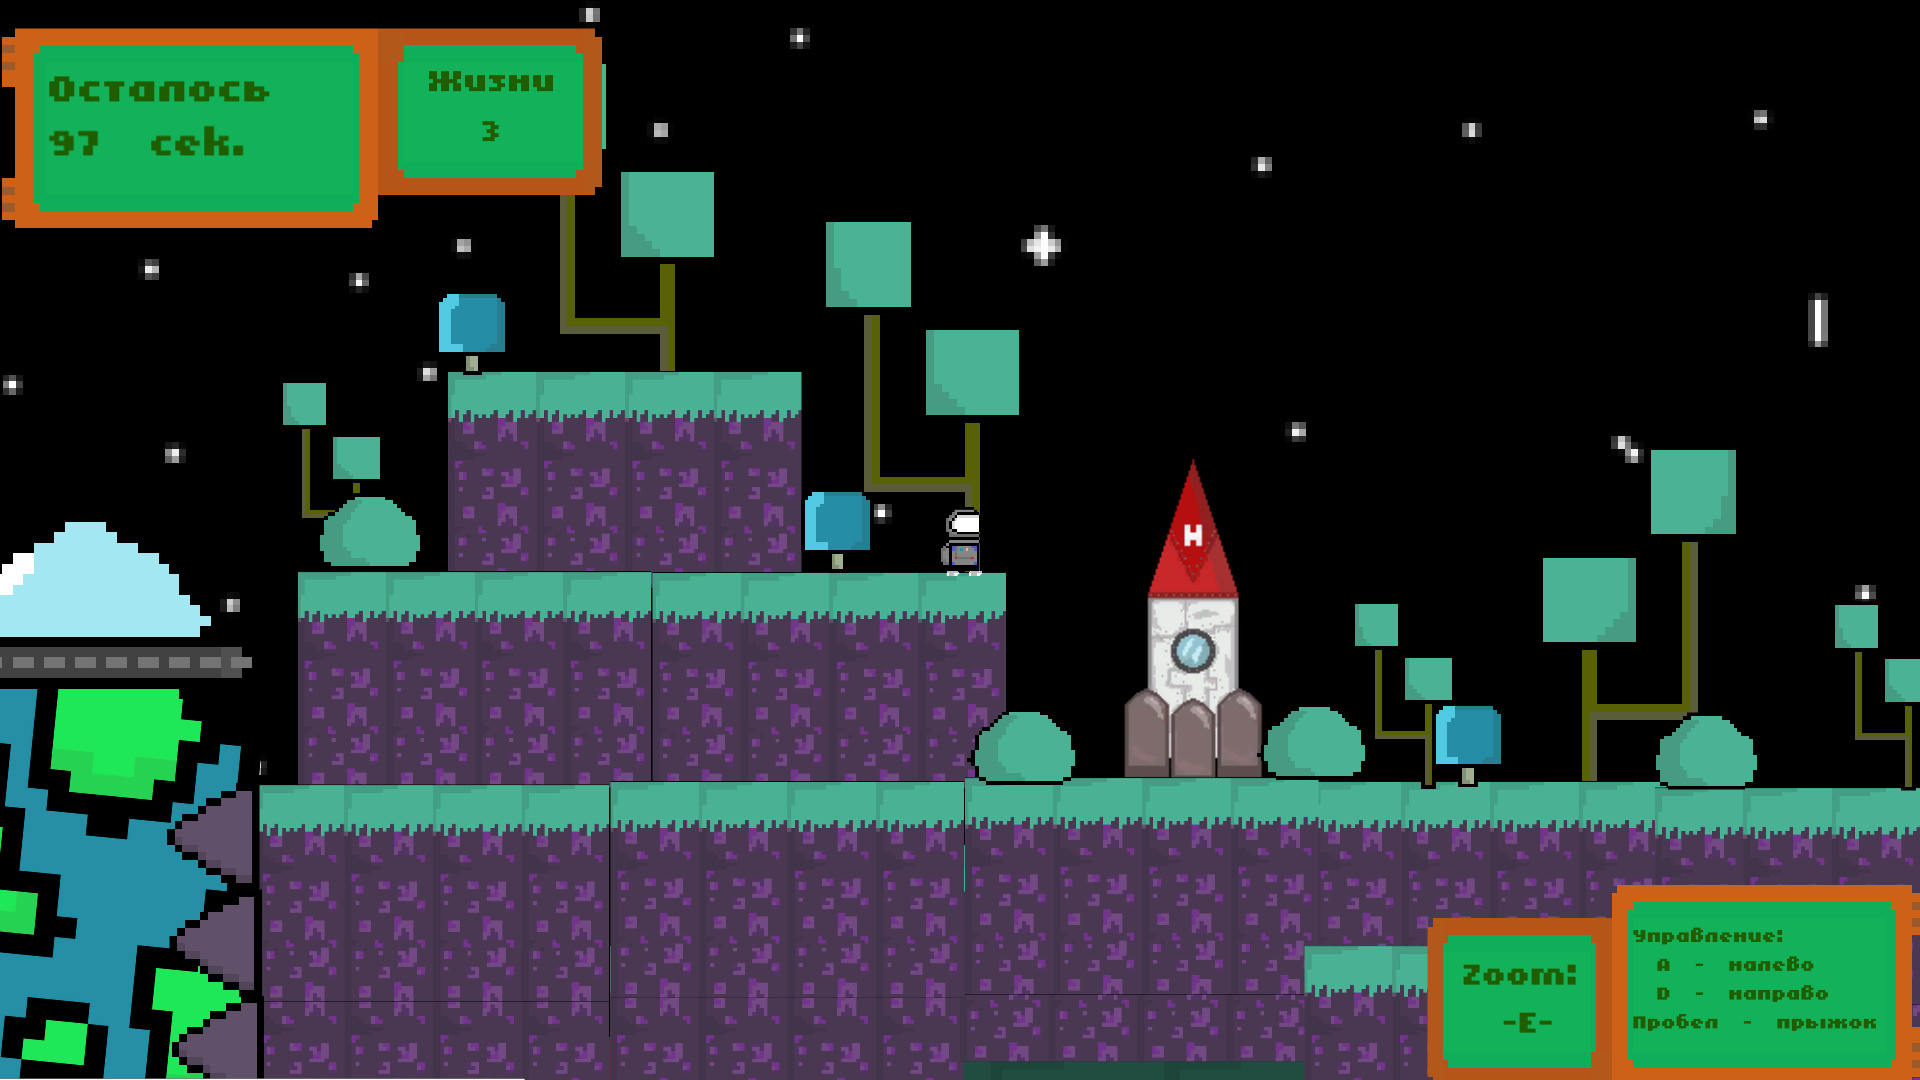 Осталось
97 сек.
Жизни
3
Н
Zoom:
-E-
Управление:
A - налево
D - направо
Пробел - прыжок